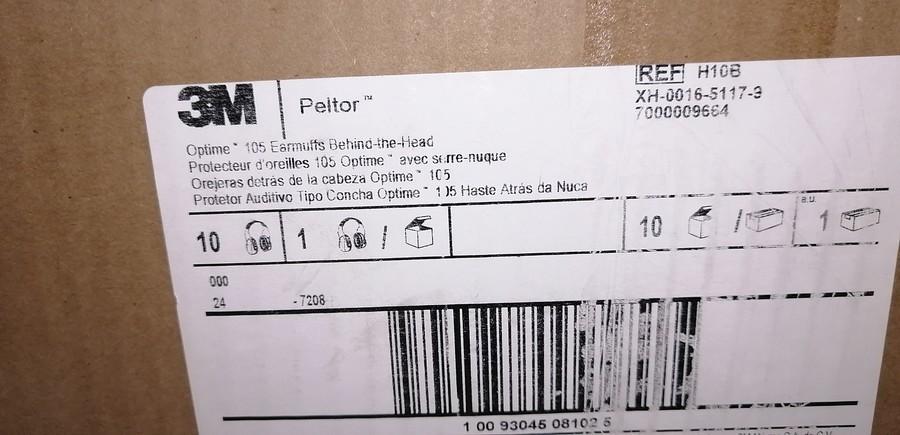 3M Peltor™
REF H10B
XH-0016-5117-3
7000009664
Optime™ 105 Earmuffs Behind-the-Head
Protecteur d'oreilles 105 Optime™ avec serre-nuque
Orejeras detrás de la cabeza Optime™ 105
Protetor Auditivo Tipo Concha Optime™ 105 Haste Atrás da Nuca
10 1 / 10 / a.u. 1
000
24 -7208
1 00 93045 08102 5